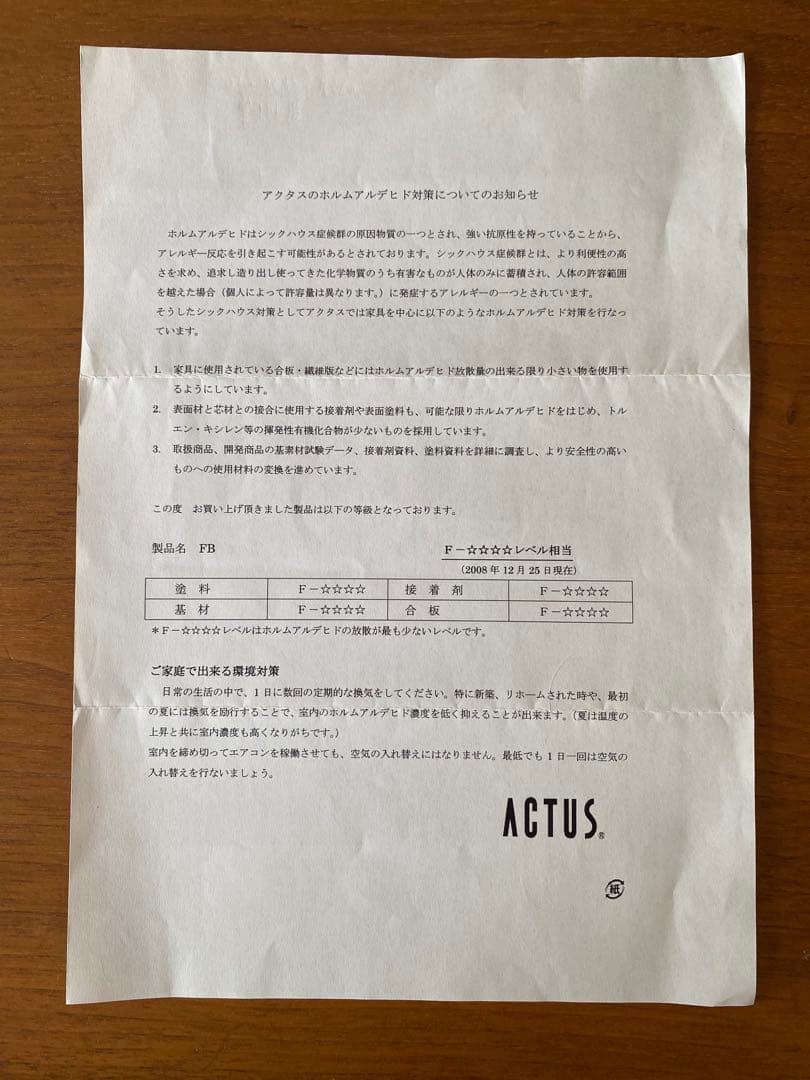 アクタスのホルムアルデヒド対策についてのお知らせ
ホルムアルデヒドはシックハウス症候群の原因物質の一つとされ、強い抗原性を持っていることから、
アレルギー反応を引き起こす可能性があるとされております。シックハウス症候群とは、より利便性の高
さを求め、追求し造り出し使ってきた化学物質のうち有害なものが人体のみに蓄積され、人体の許容範囲
を越えた場合（個人によって許容量は異なります。）に発症するアレルギーの一つとされています。
そうしたシックハウス対策としてアクタスでは家具を中心に以下のようなホルムアルデヒド対策を行なっ
ています。
1. 家具に使用されている合板・繊維版などにはホルムアルデヒド放散量の出来る限り小さい物を使用す
るようにしています。
2. 表面材と芯材との接合に使用する接着剤や表面塗料も、可能な限りホルムアルデヒドをはじめ、トル
エン・キシレン等の揮発性有機化合物が少ないものを採用しています。
3. 取扱商品、開発商品の基素材試験データ、接着剤資料、塗料資料を詳細に調査し、より安全性の高い
ものへの使用材料の変換を進めています。
この度 お買い上げ頂きました製品は以下の等級となっております。
製品名 FB F－☆☆☆☆レベル相当
（2008 年 12 月 25 日現在）
塗 料 F－☆☆☆☆ 接 着 剤 F－☆☆☆☆
基 材 F－☆☆☆☆ 合 板 F－☆☆☆☆
＊F－☆☆☆☆レベルはホルムアルデヒドの放散が最も少ないレベルです。
ご家庭で出来る環境対策
日常の生活の中で、1 日に数回の定期的な換気をしてください。特に新築、リホームされた時や、最初
の夏には換気を励行することで、室内のホルムアルデヒド濃度を低く抑えることが出来ます。（夏は温度の
上昇と共に室内濃度も高くなりがちです。）
室内を締め切ってエアコンを稼働させても、空気の入れ替えにはなりません。最低でも 1 日一回は空気の
入れ替えを行ないましょう。
ACTUS®
紙